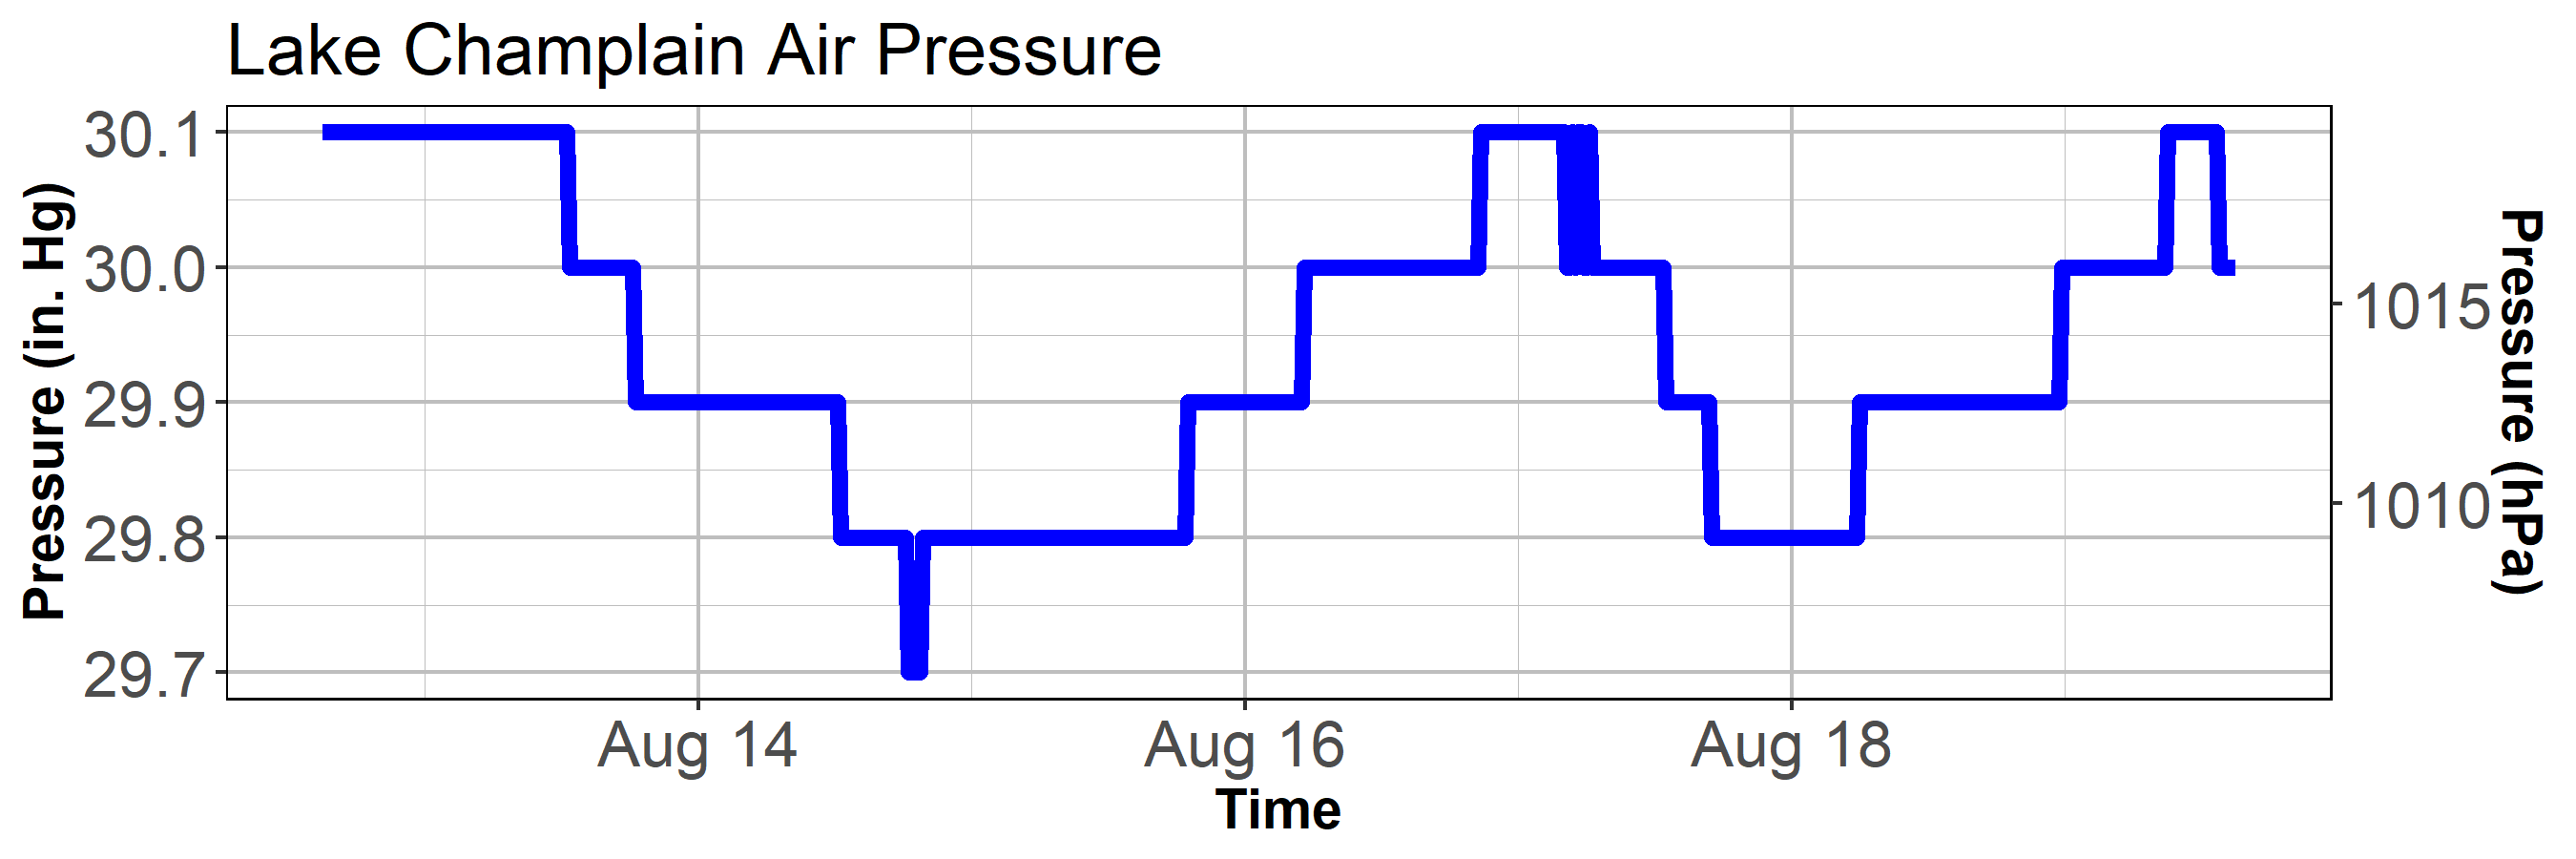 Lake Champlain Air Pressure
Pressure (in. Hg)
30.1
30.0
29.9
29.8
29.7
1015
1010
Pressure (hPa)
Aug 14 Aug 16 Aug 18
Time